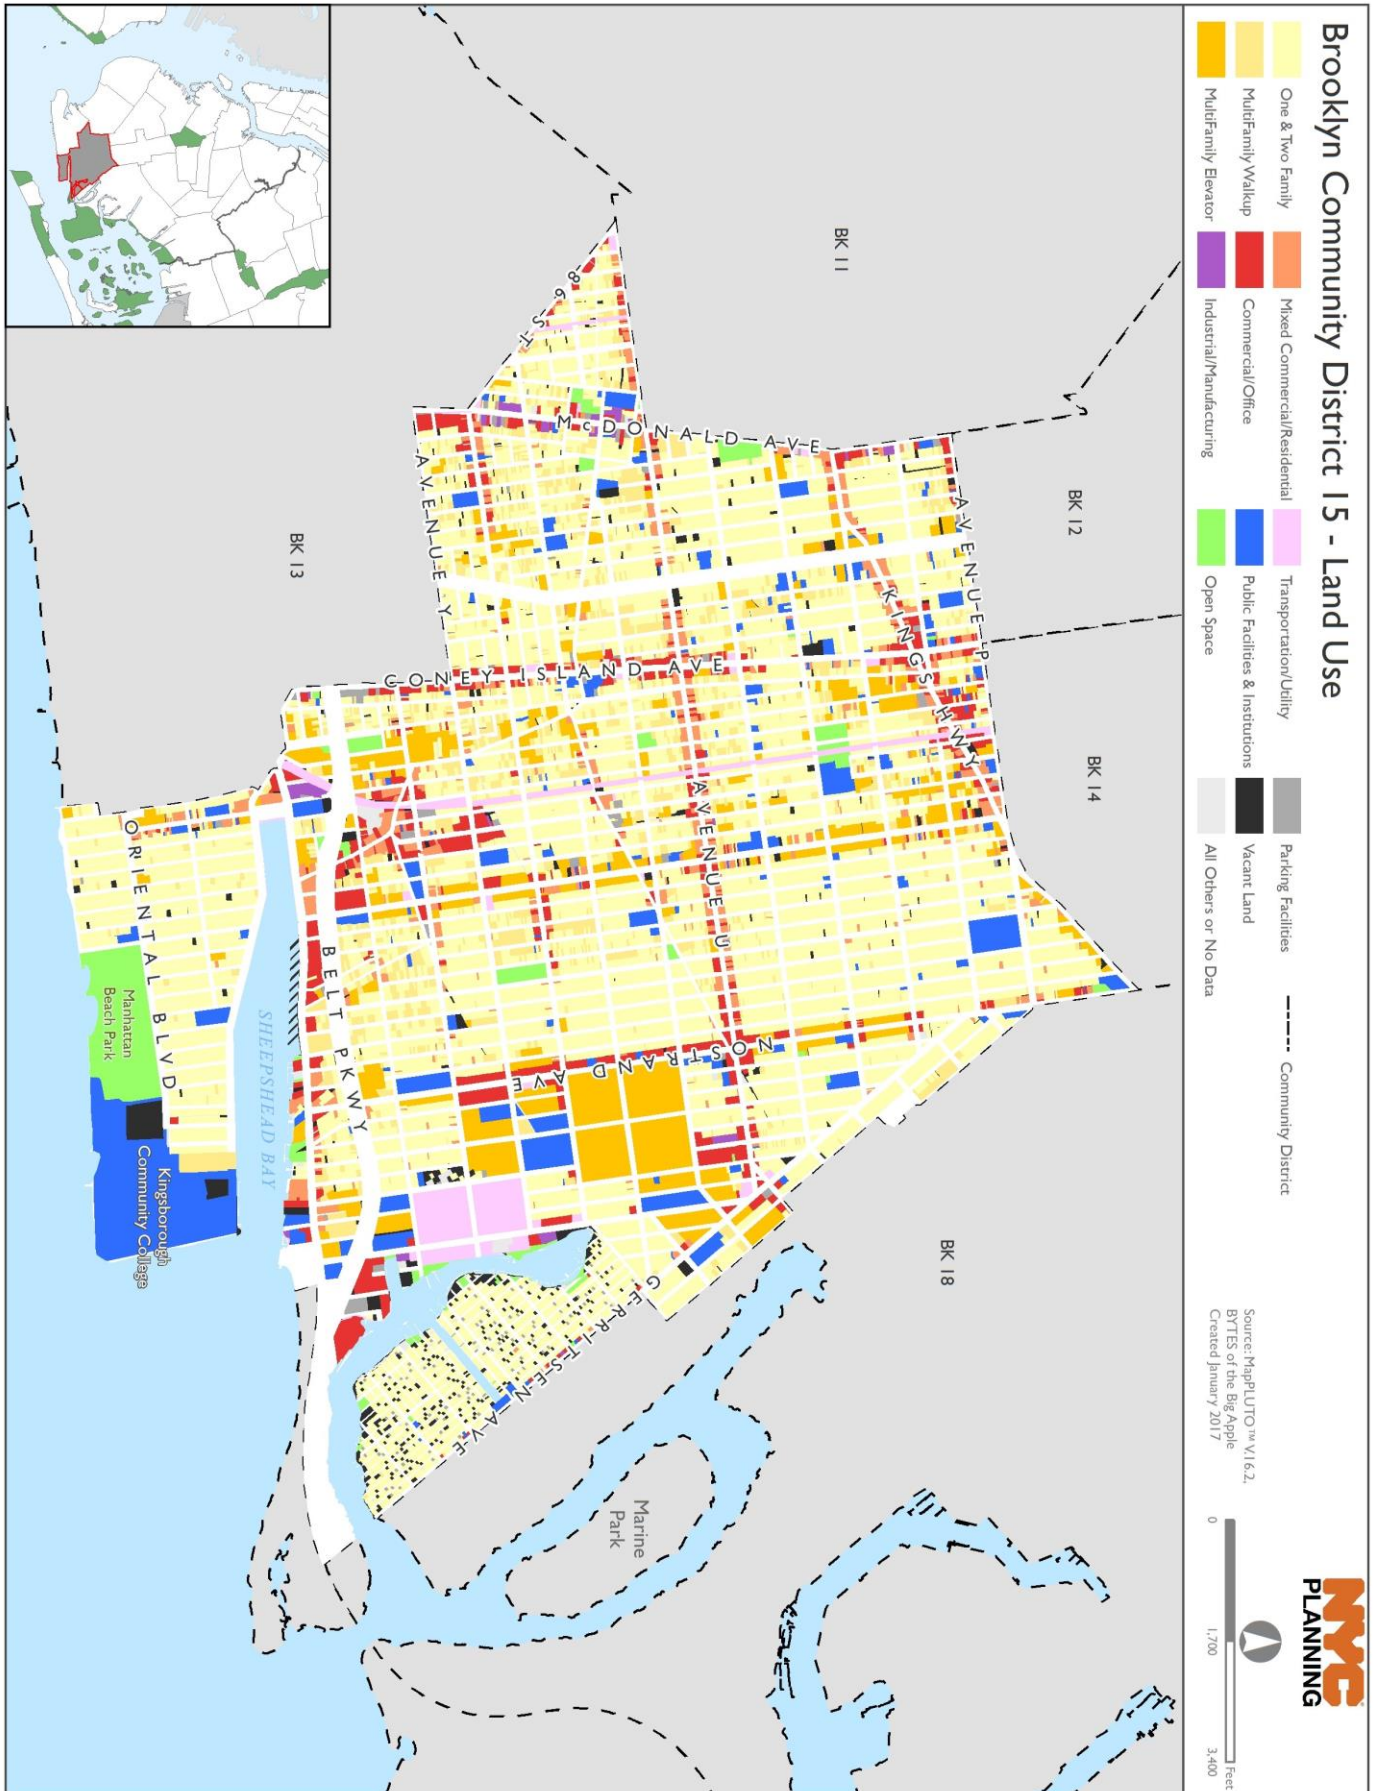 Brooklyn Community District 15 - Land Use
One & Two Family
MultiFamily Walkup
MultiFamily Elevator
Mixed Commercial/Residential
Commercial/Office
Industrial/Manufacturing
Transportation/Utility
Public Facilities & Institutions
Open Space
Parking Facilities
Vacant Land
All Others or No Data
Community District
Source: MapPLUTO™ V.16.2,
BYTES of the Big Apple
Created January 2017
NYC
PLANNING
0
1,700
3,400
Feet
BK 11
BK 12
BK 14
BK 13
BK 18
86 ST
McDONALD AVE
AVENUE P
KINGS HWY
AVENUE Y
CONEY ISLAND AVE
AVENUE U
NOSTRAND AVE
GERRITSEN AVE
BELT PKWY
ORIENTAL BLVD
SHEEPSHEAD BAY
Manhattan
Beach Park
Kingsborough
Community College
Marine
Park